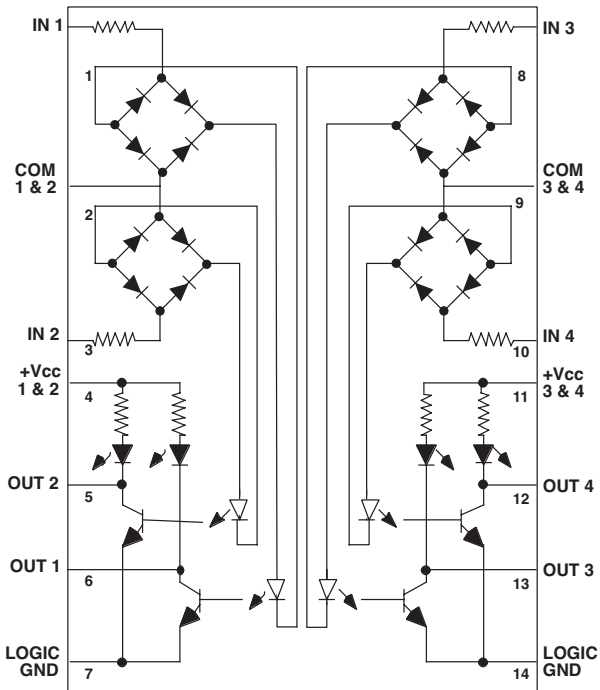 IN 1
IN 3
1
8
COM
1 & 2
COM
3 & 4
2
9
IN 2
IN 4
3
10
+Vcc
1 & 2
+Vcc
3 & 4
4
11
OUT 2
OUT 4
5
12
OUT 1
OUT 3
6
13
LOGIC
GND
LOGIC
GND
7
14